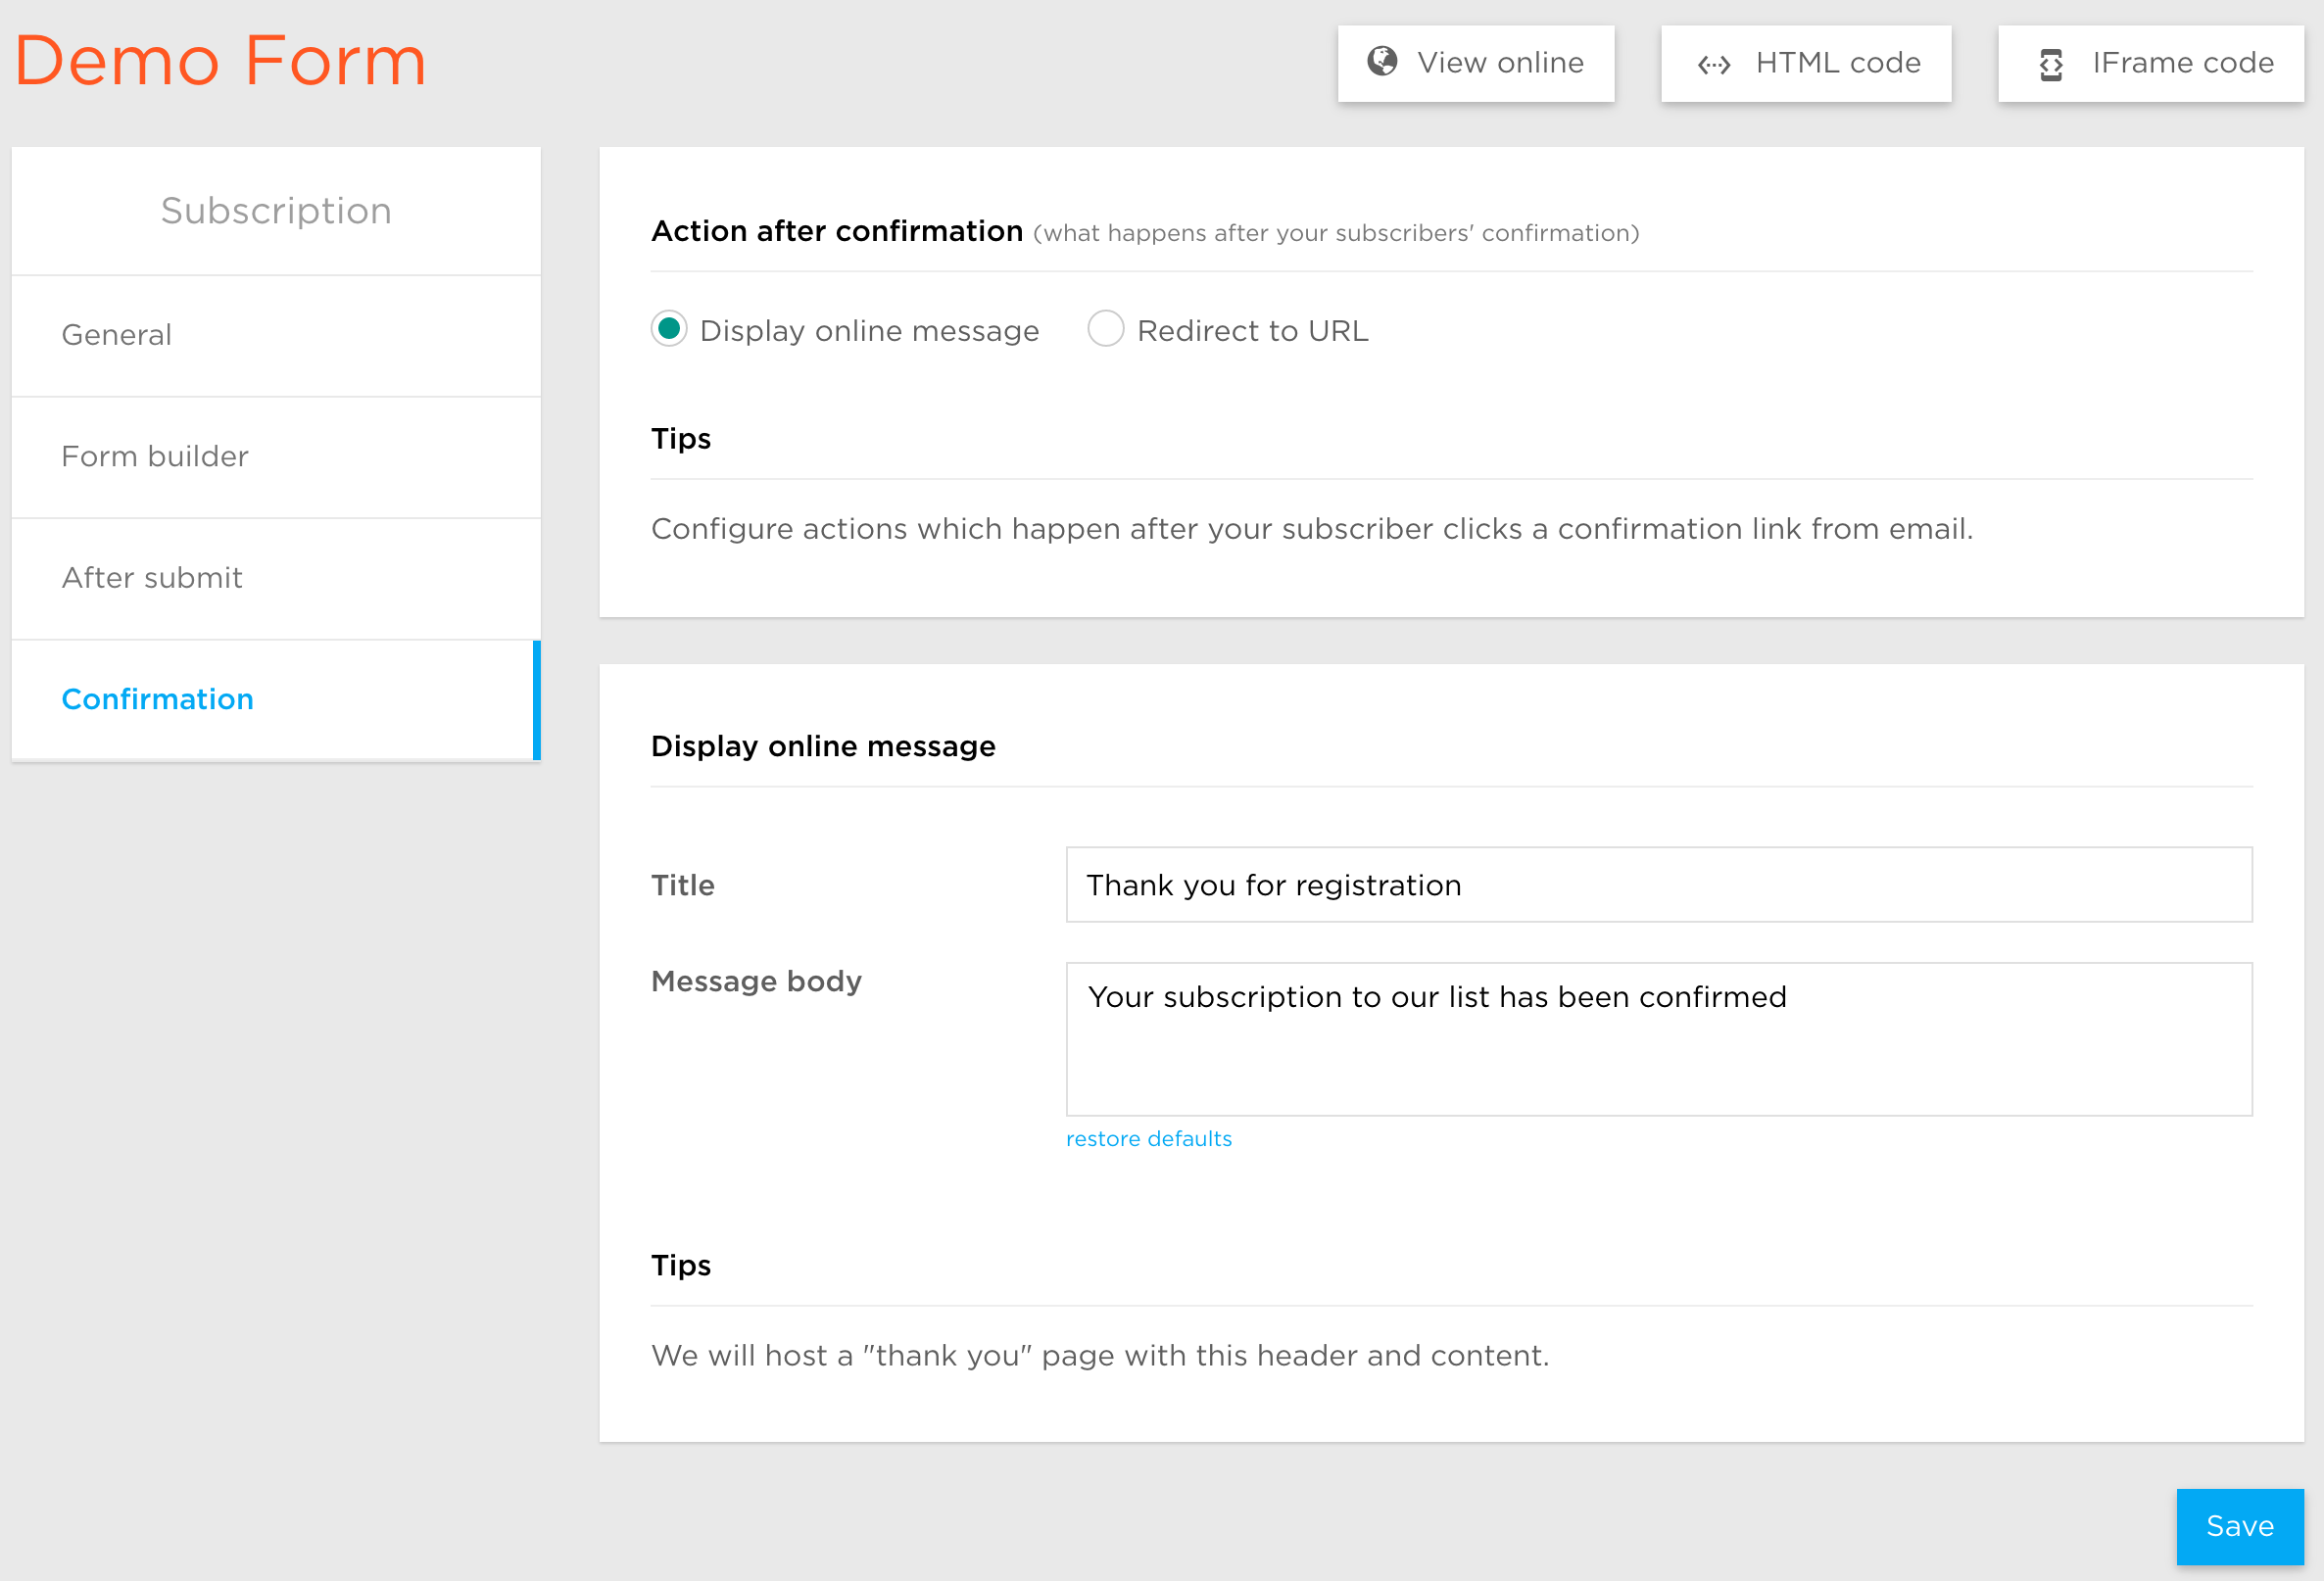 Demo Form
View online
HTML code
IFrame code
Subscription
General
Form builder
After submit
Confirmation
Action after confirmation (what happens after your subscribers' confirmation)
Display online message
Redirect to URL
Tips
Configure actions which happen after your subscriber clicks a confirmation link from email.
Display online message
Title
Thank you for registration
Message body
Your subscription to our list has been confirmed
restore defaults
Tips
We will host a "thank you" page with this header and content.
Save